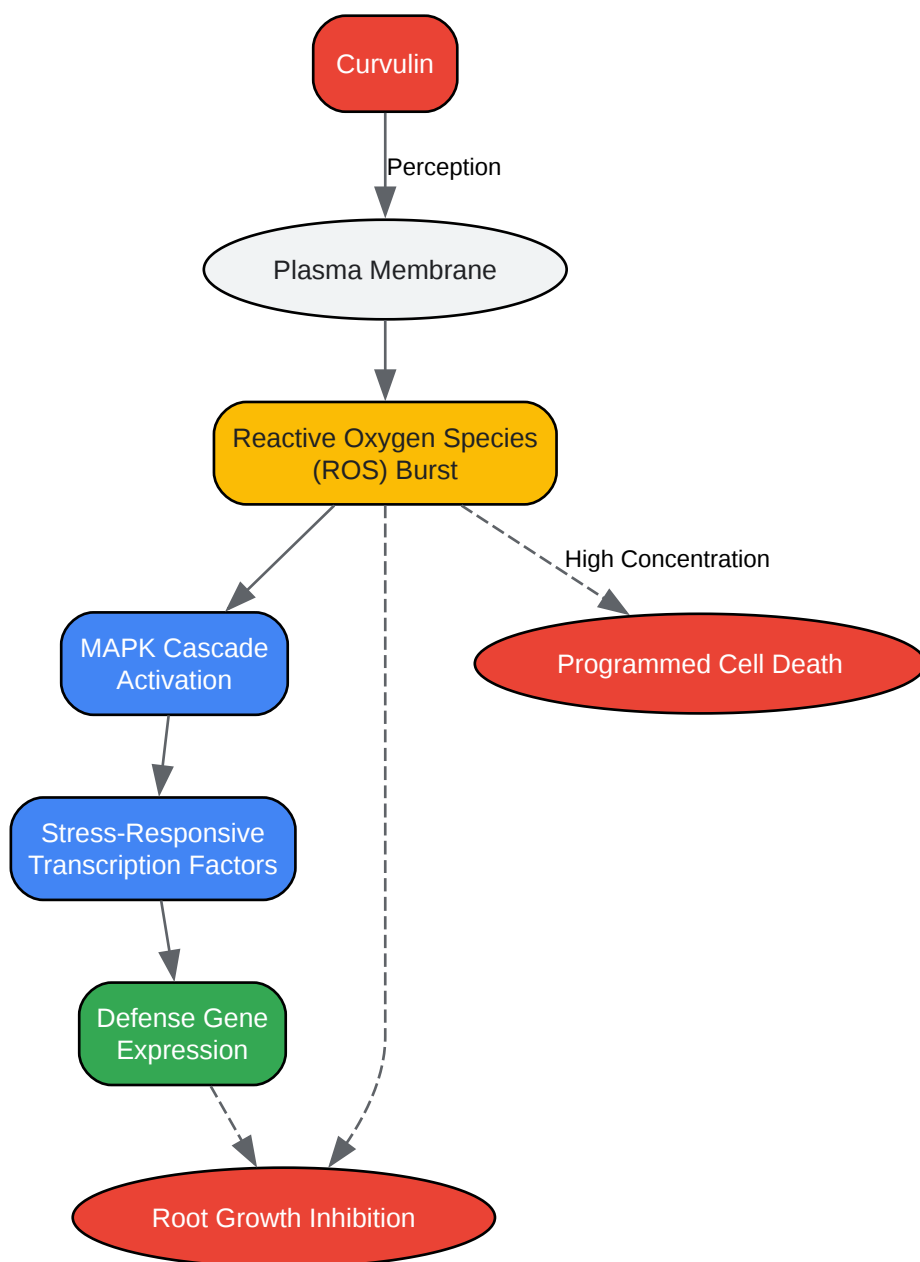 Curvulin
Perception
Plasma Membrane
Reactive Oxygen Species
(ROS) Burst
High Concentration
MAPK Cascade
Activation
Programmed Cell Death
Stress-Responsive
Transcription Factors
Defense Gene
Expression
Root Growth Inhibition